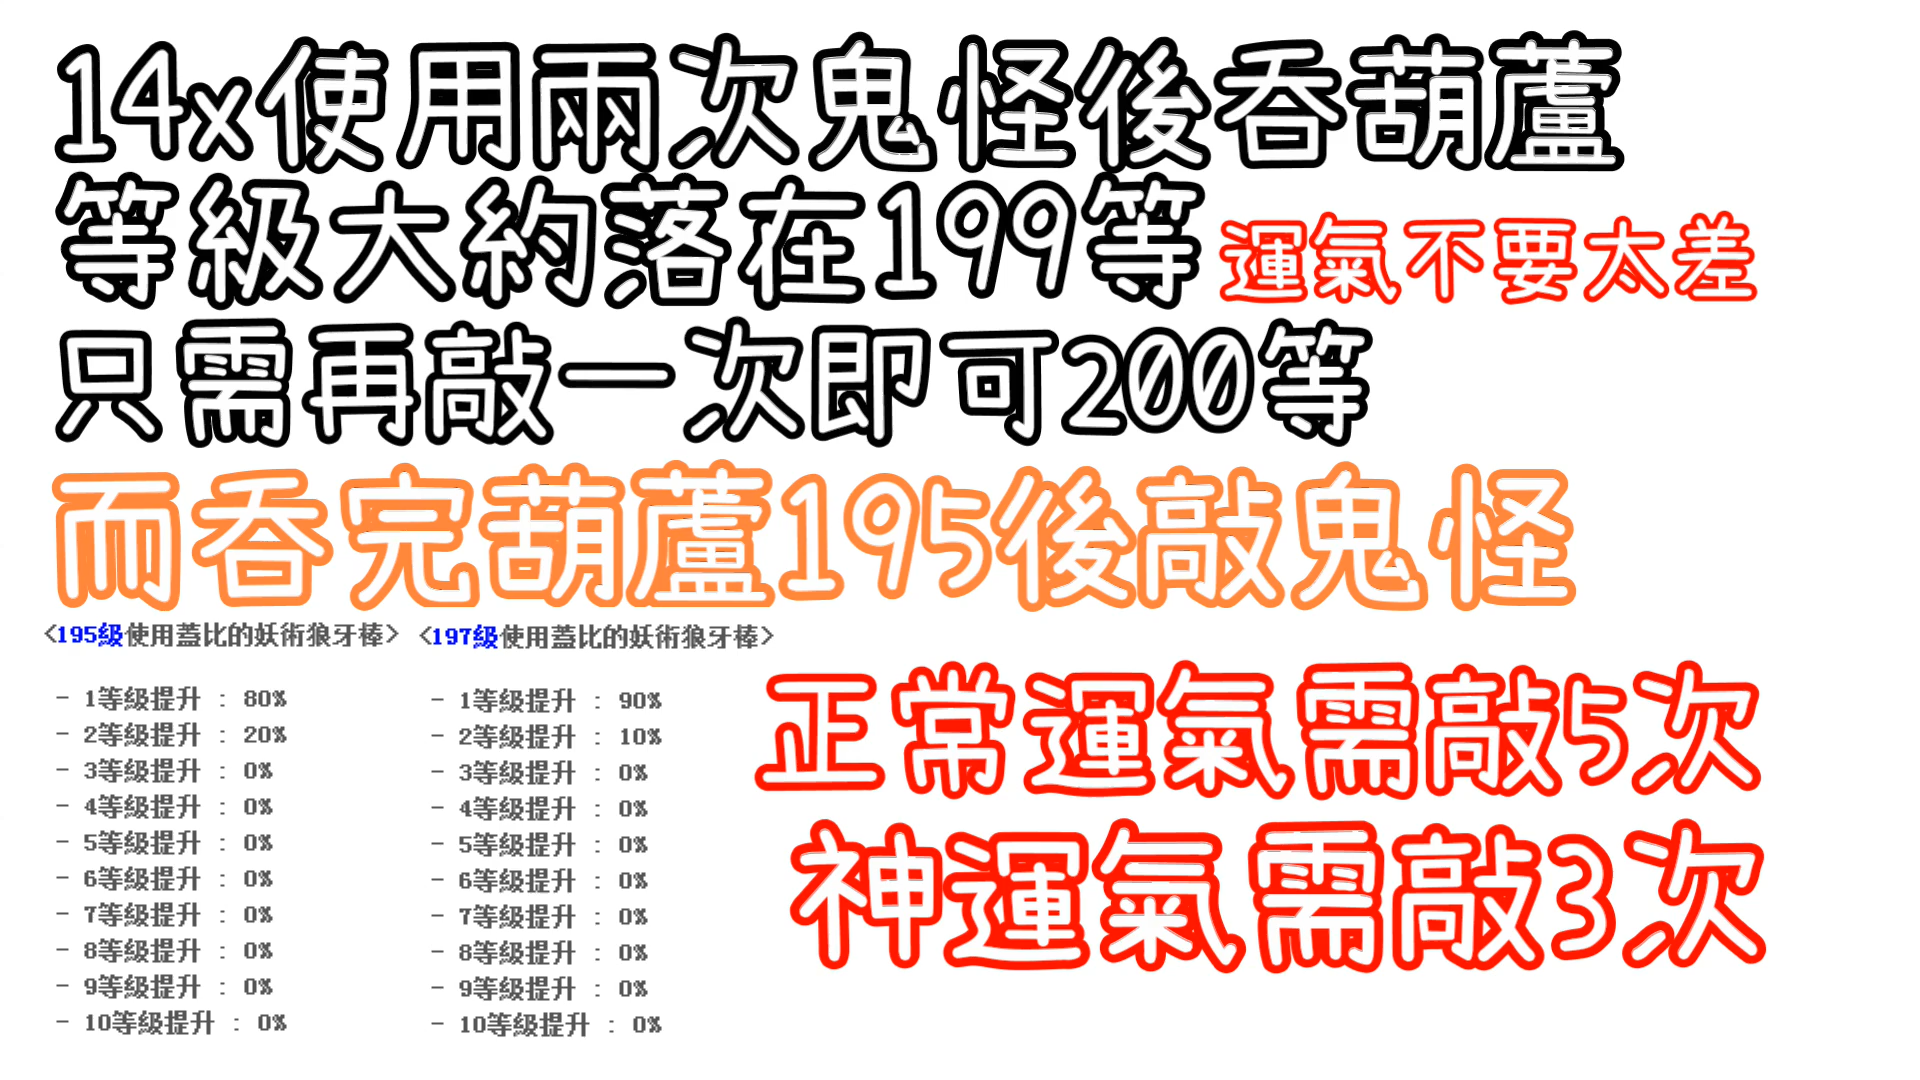 14x使用兩次鬼怪後吞葫蘆
等級大約落在199等 運氣不要太差
只需再敲一次即可200等
而吞完葫蘆195後敲鬼怪
<195級使用蓋比的妖術狼牙棒>
- 1等級提升 : 80%
- 2等級提升 : 20%
- 3等級提升 : 0%
- 4等級提升 : 0%
- 5等級提升 : 0%
- 6等級提升 : 0%
- 7等級提升 : 0%
- 8等級提升 : 0%
- 9等級提升 : 0%
- 10等級提升 : 0%
<197級使用蓋比的妖術狼牙棒>
- 1等級提升 : 90%
- 2等級提升 : 10%
- 3等級提升 : 0%
- 4等級提升 : 0%
- 5等級提升 : 0%
- 6等級提升 : 0%
- 7等級提升 : 0%
- 8等級提升 : 0%
- 9等級提升 : 0%
- 10等級提升 : 0%
正常運氣需敲5次
神運氣需敲3次